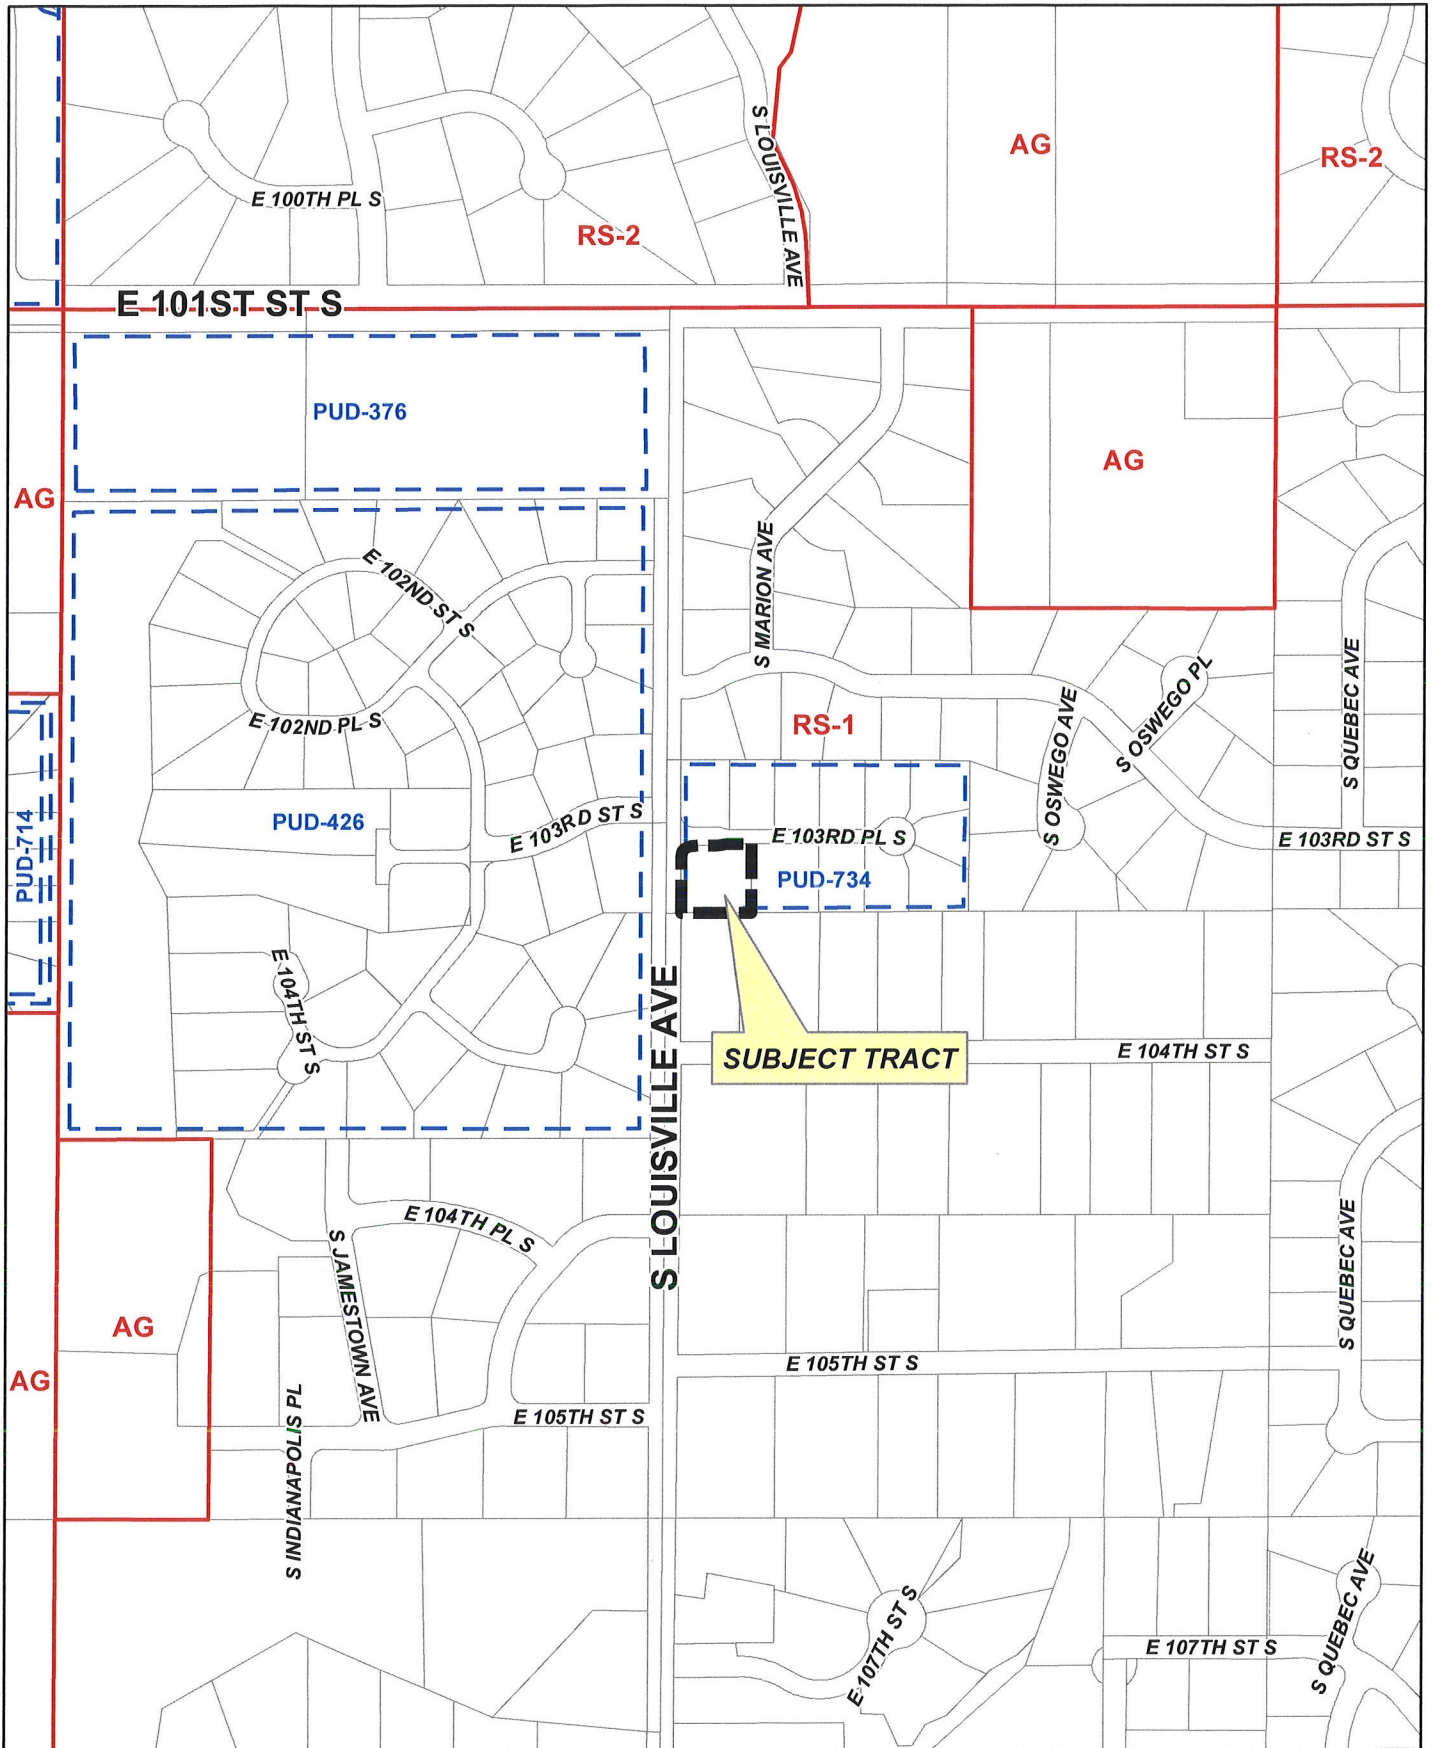 S LOUISVILLE AVE
AG
RS-2
E 100TH PL S
RS-2
E 101ST ST S
PUD-376
AG
AG
E 102ND ST S
S MARION AVE
E 102ND PL S
RS-1
S OSWEGO AVE
S OSWEGO PL
S QUEBEC AVE
PUD-714
PUD-426
E 103RD ST S
E 103RD PL S
E 103RD ST S
PUD-734
E 104TH ST S
S LOUISVILLE AVE
SUBJECT TRACT
E 104TH ST S
E 104TH PL S
S JAMESTOWN AVE
S QUEBEC AVE
AG
AG
E 105TH ST S
E 105TH ST S
S INDIANAPOLIS PL
E 107TH ST S
E 107TH ST S
S QUEBEC AVE